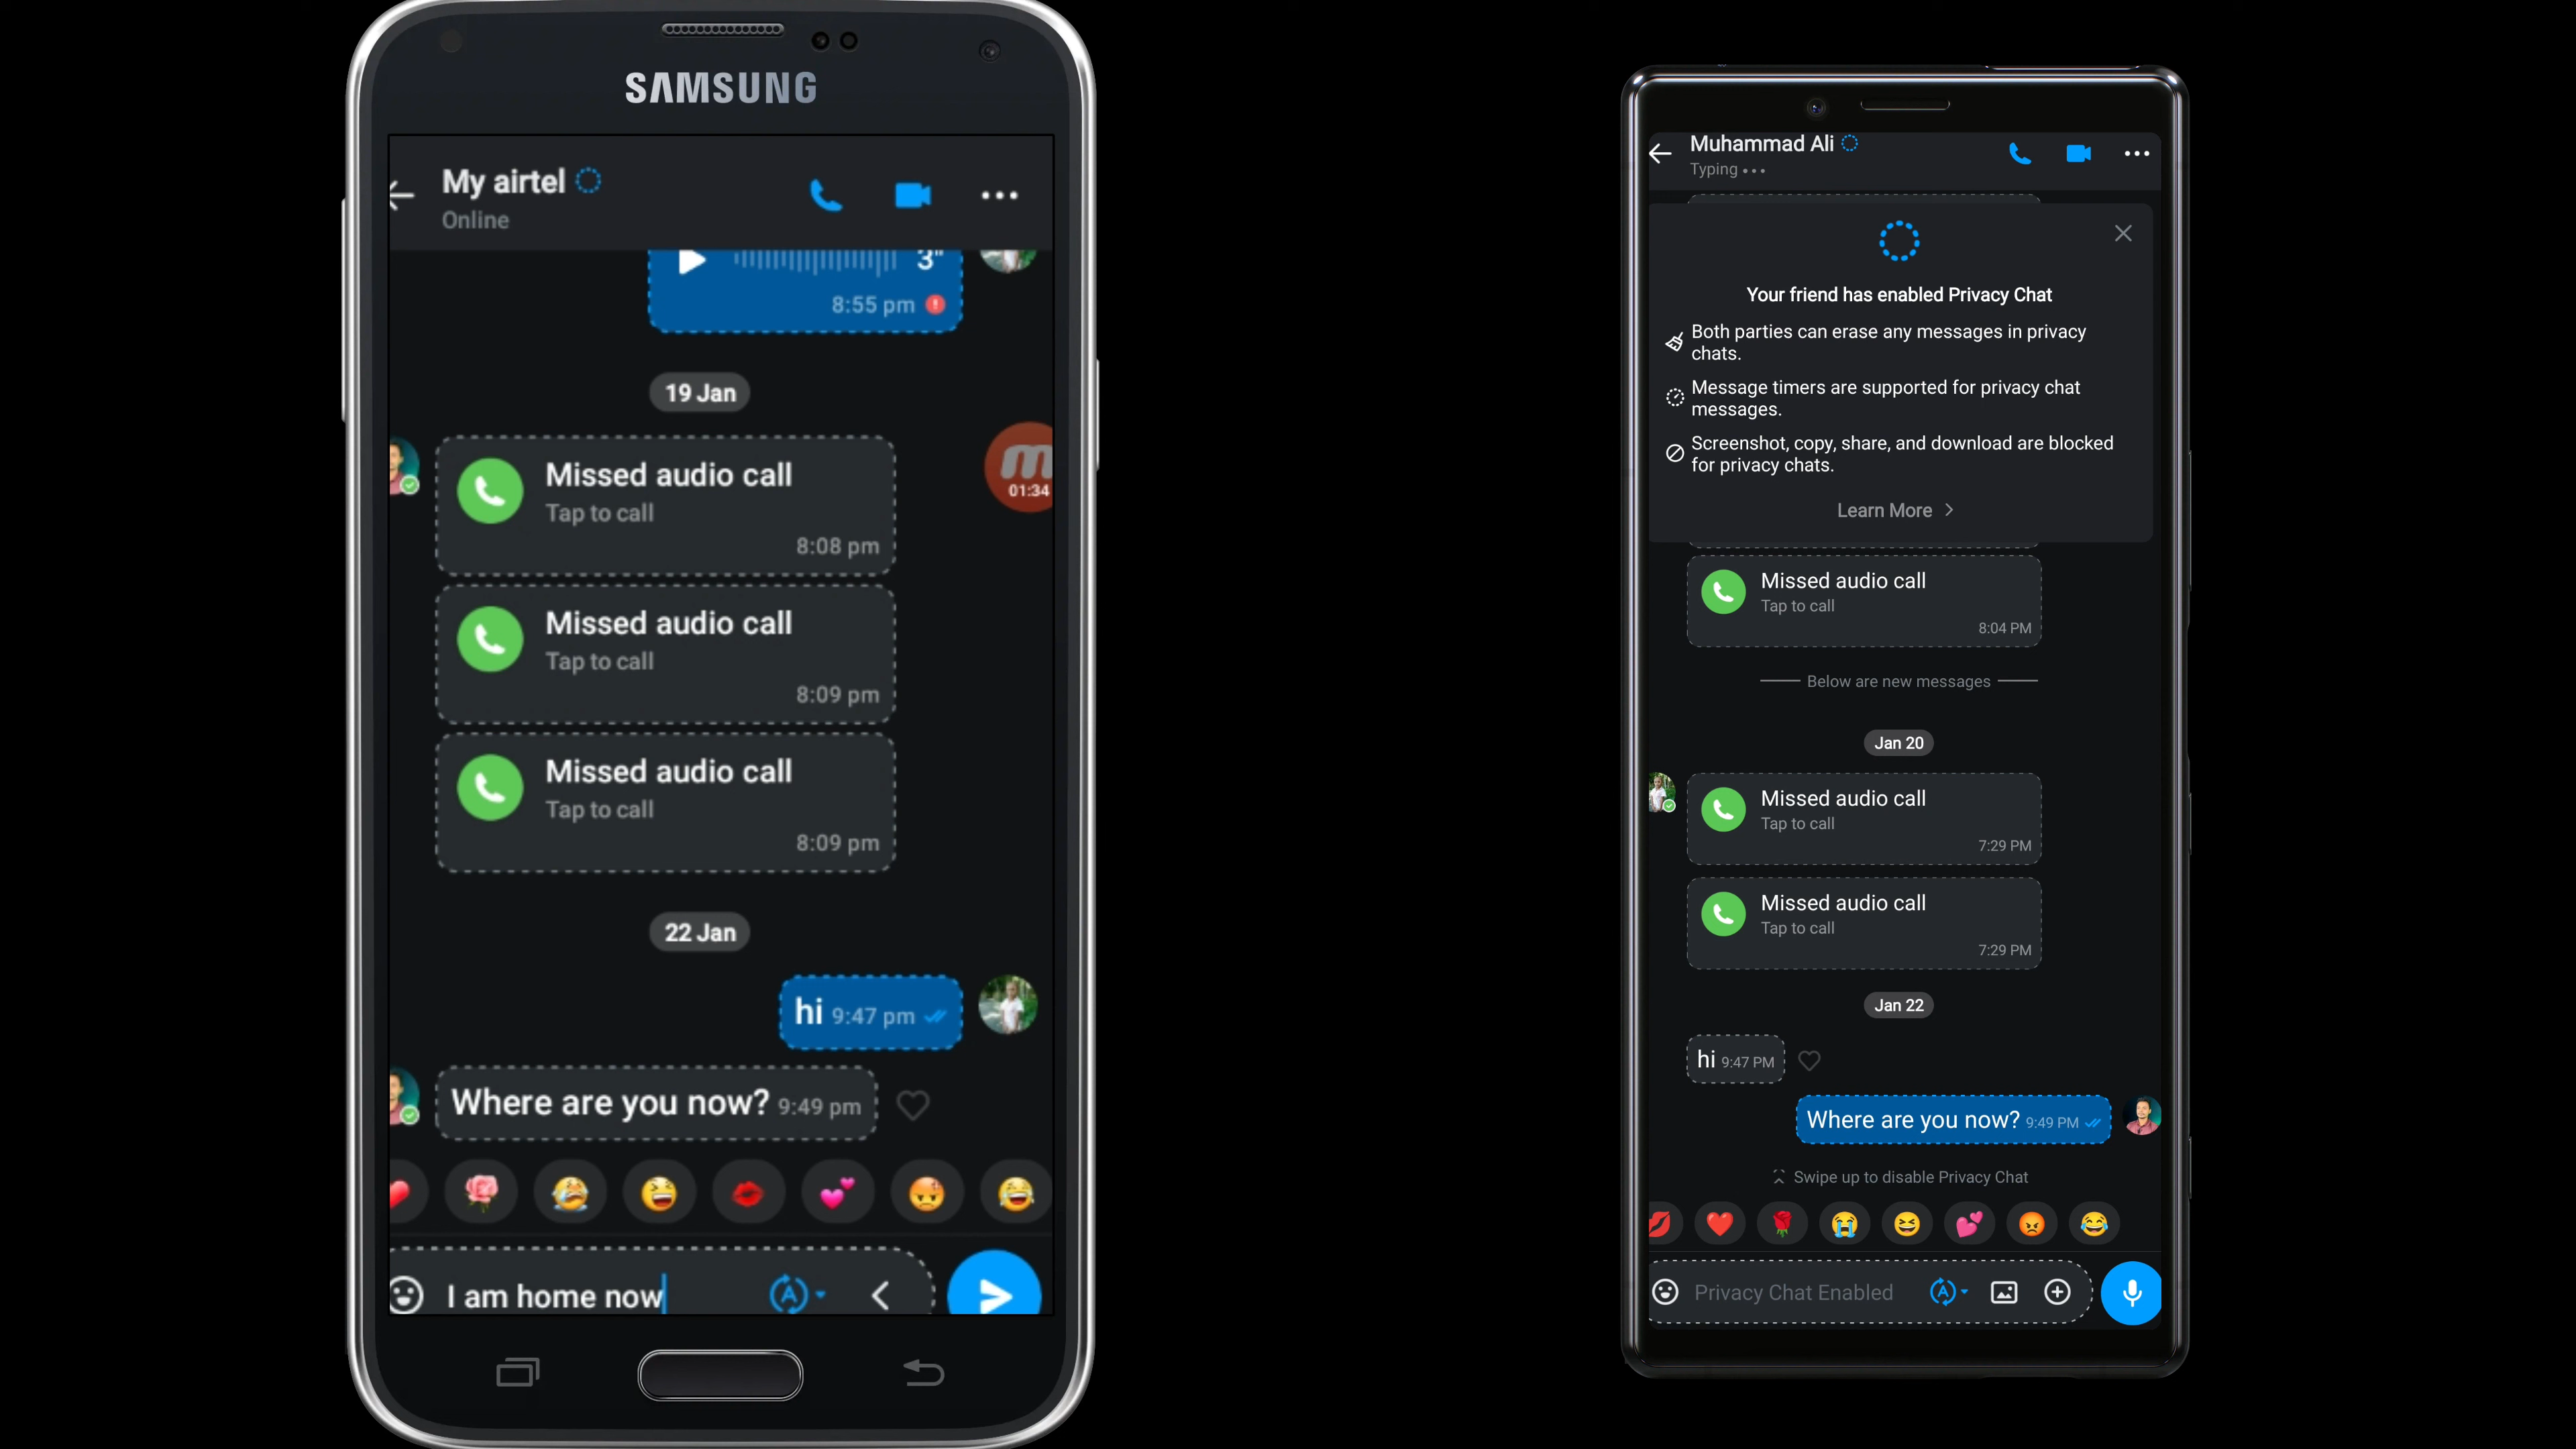 SAMSUNG
My airtel
Online
3"
8:55 pm
19 Jan
Missed audio call
Tap to call
8:08 pm
01:34
Missed audio call
Tap to call
8:09 pm
Missed audio call
Tap to call
8:09 pm
22 Jan
hi 9:47 pm
Where are you now? 9:49 pm
I am home now
Muhammad Ali
Typing •••
Your friend has enabled Privacy Chat
Both parties can erase any messages in privacy
chats.
Message timers are supported for privacy chat
messages.
Screenshot, copy, share, and download are blocked
for privacy chats.
Learn More >
Missed audio call
Tap to call
8:04 PM
Below are new messages
Jan 20
Missed audio call
Tap to call
7:29 PM
Missed audio call
Tap to call
7:29 PM
Jan 22
hi 9:47 PM
Where are you now? 9:49 PM
Swipe up to disable Privacy Chat
Privacy Chat Enabled